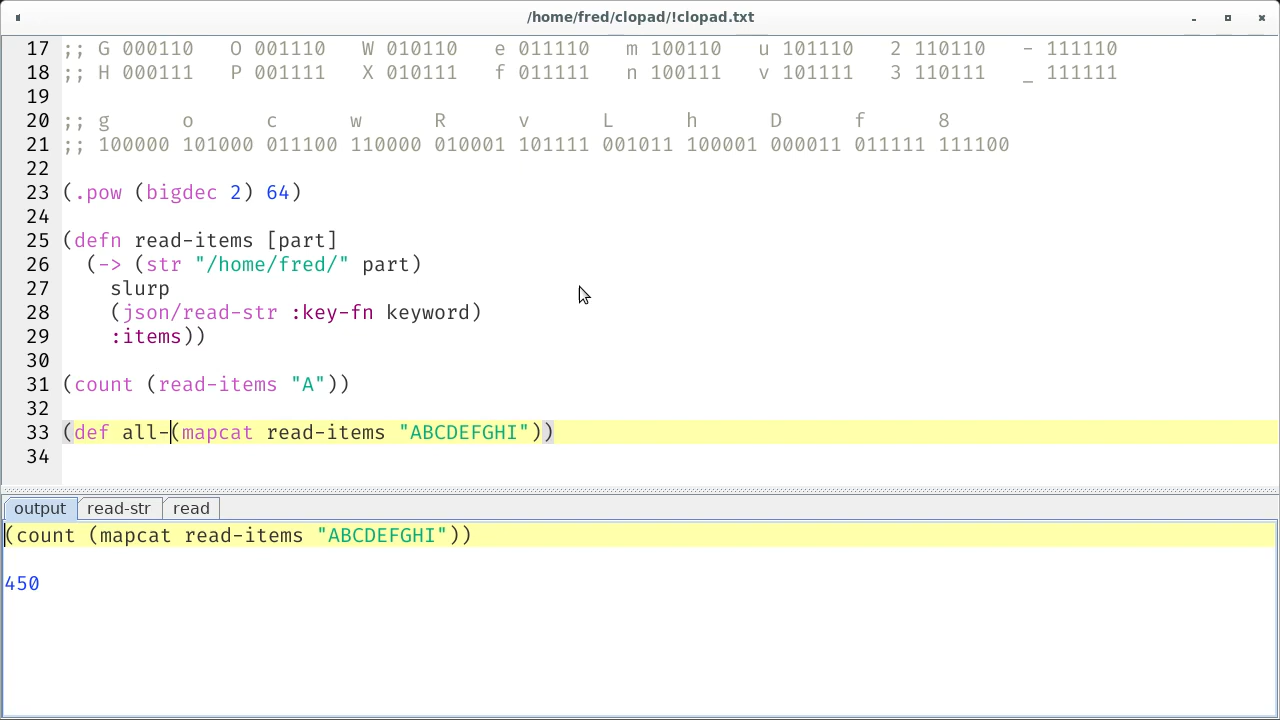 /home/fred/clopad/!clopad.txt
17 ;; G 000110   O 001110   W 010110   e 011110   m 100110   u 101110   2 110110   - 111110
18 ;; H 000111   P 001111   X 010111   f 011111   n 100111   v 101111   3 110111   _ 111111
19
20 ;; g      o      c      w      R      v      L      h      D      f      8
21 ;; 100000 101000 011100 110000 010001 101111 001011 100001 000011 011111 111100
22
23 (.pow (bigdec 2) 64)
24
25 (defn read-items [part]
26   (-> (str "/home/fred/" part)
27     slurp
28     (json/read-str :key-fn keyword)
29     :items))
30
31 (count (read-items "A"))
32
33 (def all-(mapcat read-items "ABCDEFGHI"))
34
output read-str read
(count (mapcat read-items "ABCDEFGHI"))
450